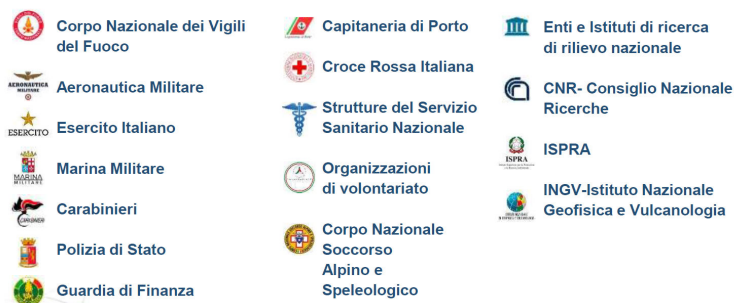 Corpo Nazionale dei Vigili
del Fuoco
AERONAUTICA
MILITARE
Aeronautica Militare
ESERCITO
Esercito Italiano
MARINA
MILITARE
Marina Militare
CARABINIERI
Carabinieri
Polizia di Stato
Guardia di Finanza
Capitaneria di Porto
Croce Rossa Italiana
Strutture del Servizio
Sanitario Nazionale
Organizzazioni
di volontariato
Corpo Nazionale
Soccorso
Alpino e
Speleologico
Enti e Istituti di ricerca
di rilievo nazionale
CNR- Consiglio Nazionale
Ricerche
ISPRA
ISPRA
INGV-Istituto Nazionale
Geofisica e Vulcanologia